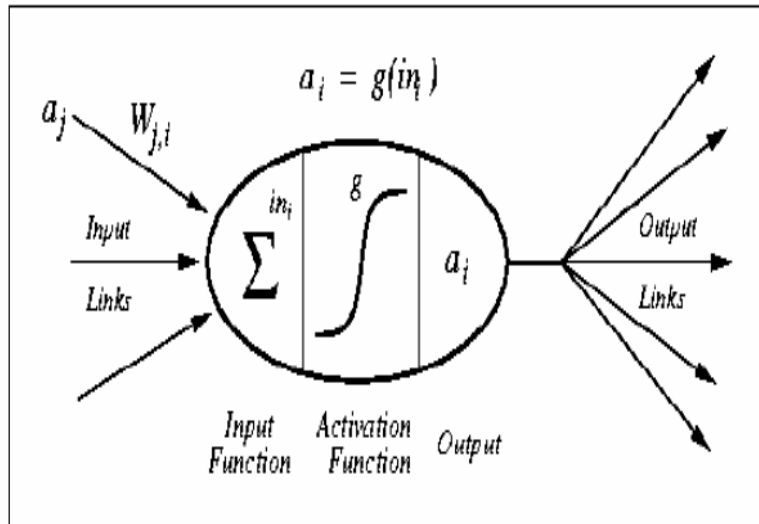 a_i = g(in_i)
a_j
W_j,i
Input
Links
in_i
Σ
g
a_i
Output
Links
Input
Function
Activation
Function
Output